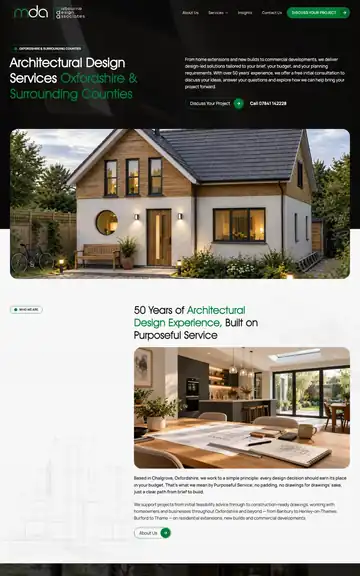 mda
melbourne
design
associates
About Us
Services
Insights
Contact Us
DISCUSS YOUR PROJECT
OXFORDSHIRE & SURROUNDING COUNTIES
Architectural Design
Services Oxfordshire &
Surrounding Counties
From home extensions and new builds to commercial developments, we deliver
design-led solutions tailored to your brief, your budget, and your planning
requirements. With over 50 years' experience, we offer a free initial consultation to
discuss your ideas, answer your questions and explore how we can help bring your
project forward.
Discuss Your Project
Call 07841 142228
WHO WE ARE
50 Years of Architectural
Design Experience, Built on
Purposeful Service
Based in Chalgrove, Oxfordshire, we work to a simple principle: every design decision should earn its place
in your budget. That's what we mean by Purposeful Service; no padding, no drawings for drawings' sake,
just a clear path from brief to build.
We support projects from initial feasibility advice through to construction-ready drawings, working with
homeowners and businesses throughout Oxfordshire and beyond — from Banbury to Henley-on-Thames,
Burford to Thame — on residential extensions, new builds and commercial developments.
About Us